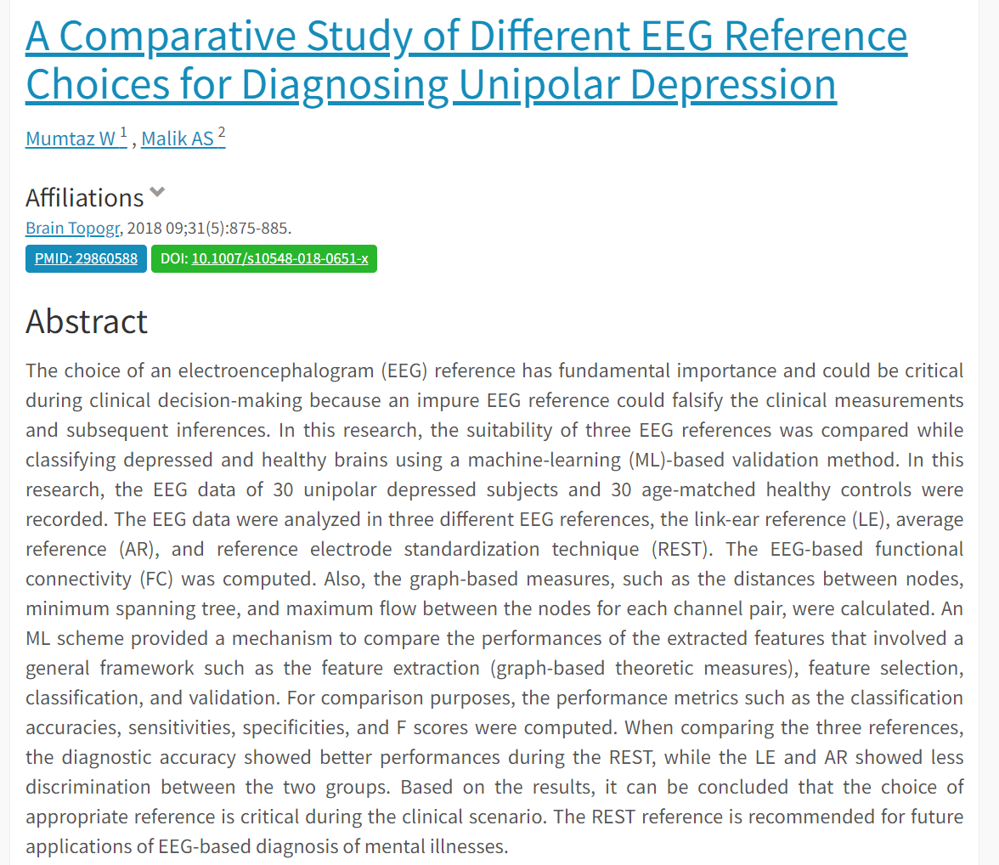 A Comparative Study of Different EEG Reference
Choices for Diagnosing Unipolar Depression
Mumtaz W 1 , Malik AS 2
Affiliations
Brain Topogr, 2018 09;31(5):875-885.
PMID: 29860588 DOI: 10.1007/s10548-018-0651-x
Abstract
The choice of an electroencephalogram (EEG) reference has fundamental importance and could be critical
during clinical decision-making because an impure EEG reference could falsify the clinical measurements
and subsequent inferences. In this research, the suitability of three EEG references was compared while
classifying depressed and healthy brains using a machine-learning (ML)-based validation method. In this
research, the EEG data of 30 unipolar depressed subjects and 30 age-matched healthy controls were
recorded. The EEG data were analyzed in three different EEG references, the link-ear reference (LE), average
reference (AR), and reference electrode standardization technique (REST). The EEG-based functional
connectivity (FC) was computed. Also, the graph-based measures, such as the distances between nodes,
minimum spanning tree, and maximum flow between the nodes for each channel pair, were calculated. An
ML scheme provided a mechanism to compare the performances of the extracted features that involved a
general framework such as the feature extraction (graph-based theoretic measures), feature selection,
classification, and validation. For comparison purposes, the performance metrics such as the classification
accuracies, sensitivities, specificities, and F scores were computed. When comparing the three references,
the diagnostic accuracy showed better performances during the REST, while the LE and AR showed less
discrimination between the two groups. Based on the results, it can be concluded that the choice of
appropriate reference is critical during the clinical scenario. The REST reference is recommended for future
applications of EEG-based diagnosis of mental illnesses.